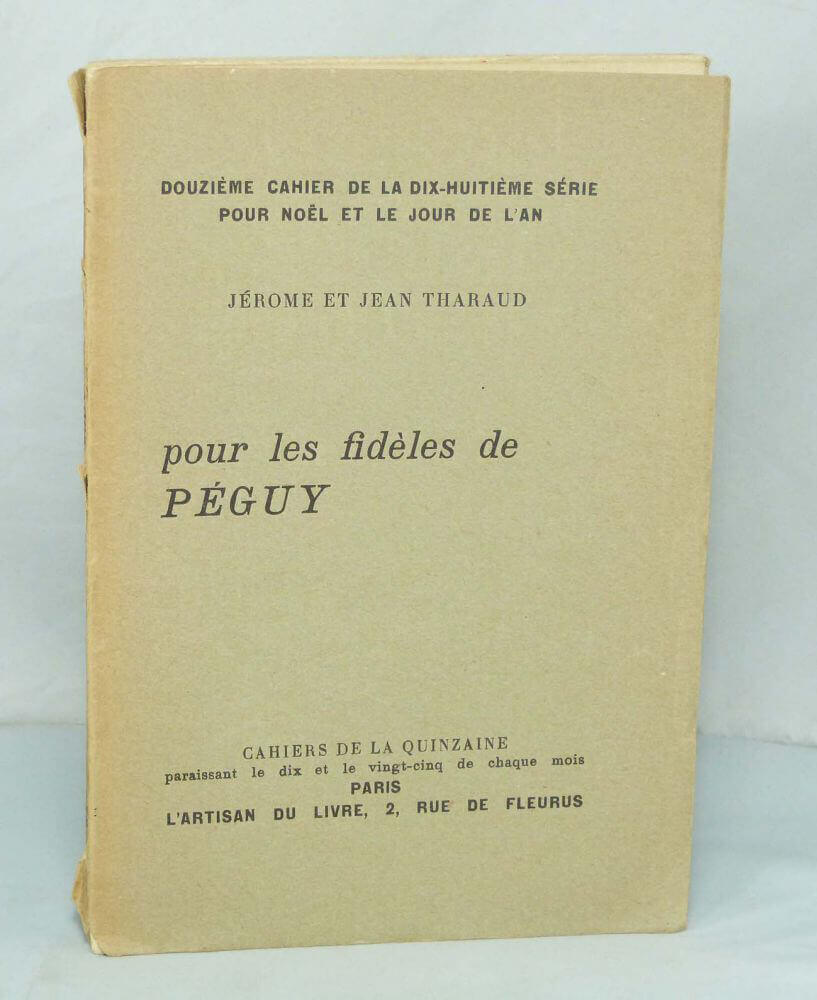 DOUZIÈME CAHIER DE LA DIX-HUITIÈME SÉRIE
POUR NOËL ET LE JOUR DE L'AN
JÉROME ET JEAN THARAUD
pour les fidèles de
PÉGUY
CAHIERS DE LA QUINZAINE
paraissant le dix et le vingt-cinq de chaque mois
PARIS
L'ARTISAN DU LIVRE, 2, RUE DE FLEURUS